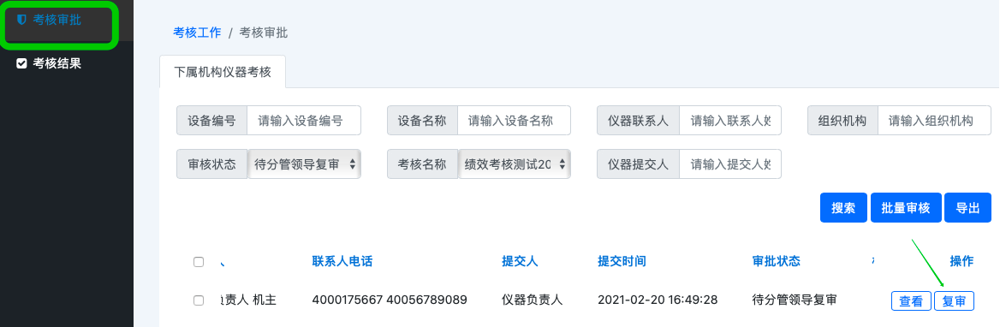 考核审批
考核结果
考核工作 / 考核审批
下属机构仪器考核
设备编号 请输入设备编号 设备名称 请输入设备名称 仪器联系人 请输入联系人姓 组织机构 请输入组织机构
审核状态 待分管领导复审 考核名称 绩效考核测试20 仪器提交人 请输入提交人姓
搜索 批量审核 导出
联系人电话 提交人 提交时间 审批状态 操作
负责人 机主 4000175667 40056789089 仪器负责人 2021-02-20 16:49:28 待分管领导复审 查看 复审